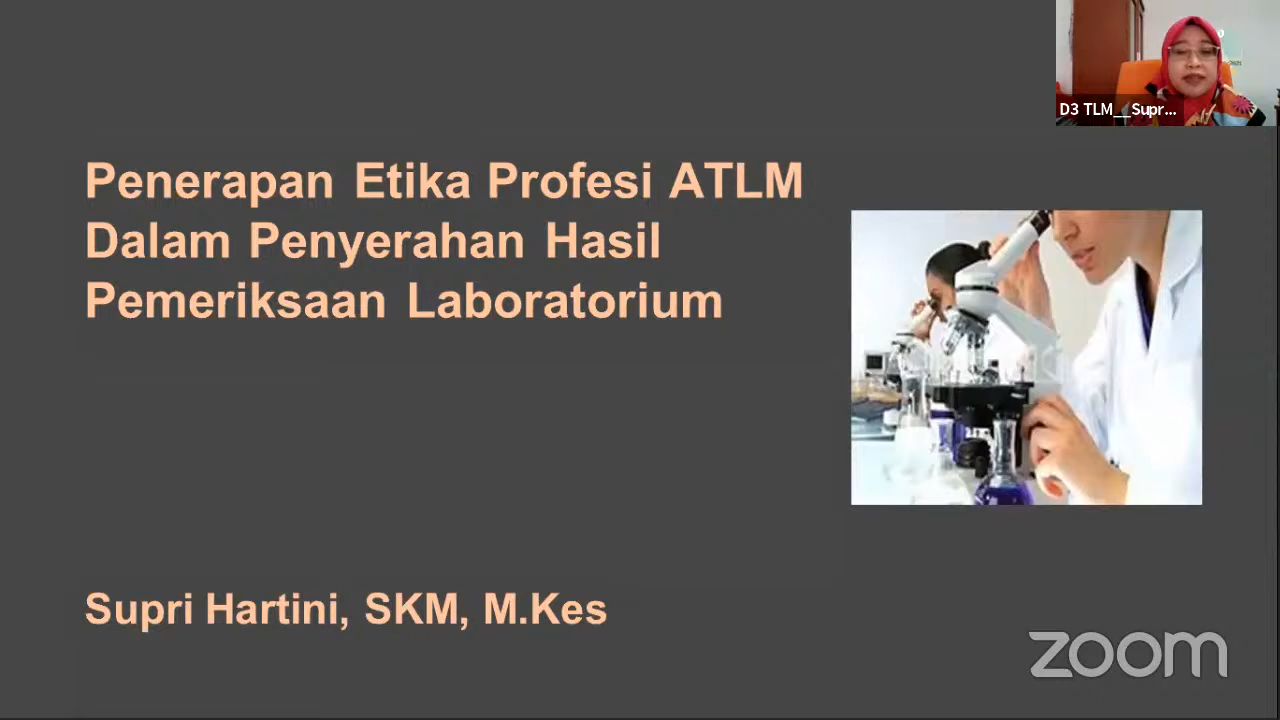 D3 TLM__Supr...
Penerapan Etika Profesi ATLM
Dalam Penyerahan Hasil
Pemeriksaan Laboratorium
Supri Hartini, SKM, M.Kes
zoom